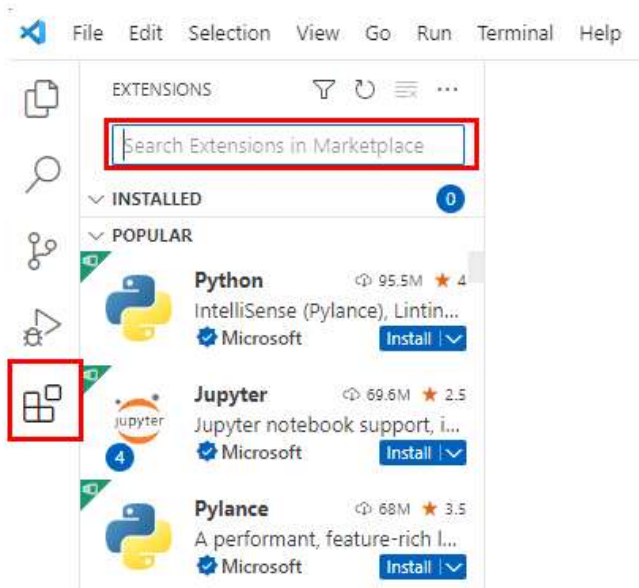 File Edit Selection View Go Run Terminal Help
EXTENSIONS
Search Extensions in Marketplace
INSTALLED 0
POPULAR
Python 95.5M ★ 4
IntelliSense (Pylance), Lintin...
Microsoft Install
Jupyter 69.6M ★ 2.5
jupyter
Jupyter notebook support, i...
4 Microsoft Install
Pylance 68M ★ 3.5
A performant, feature-rich l...
Microsoft Install